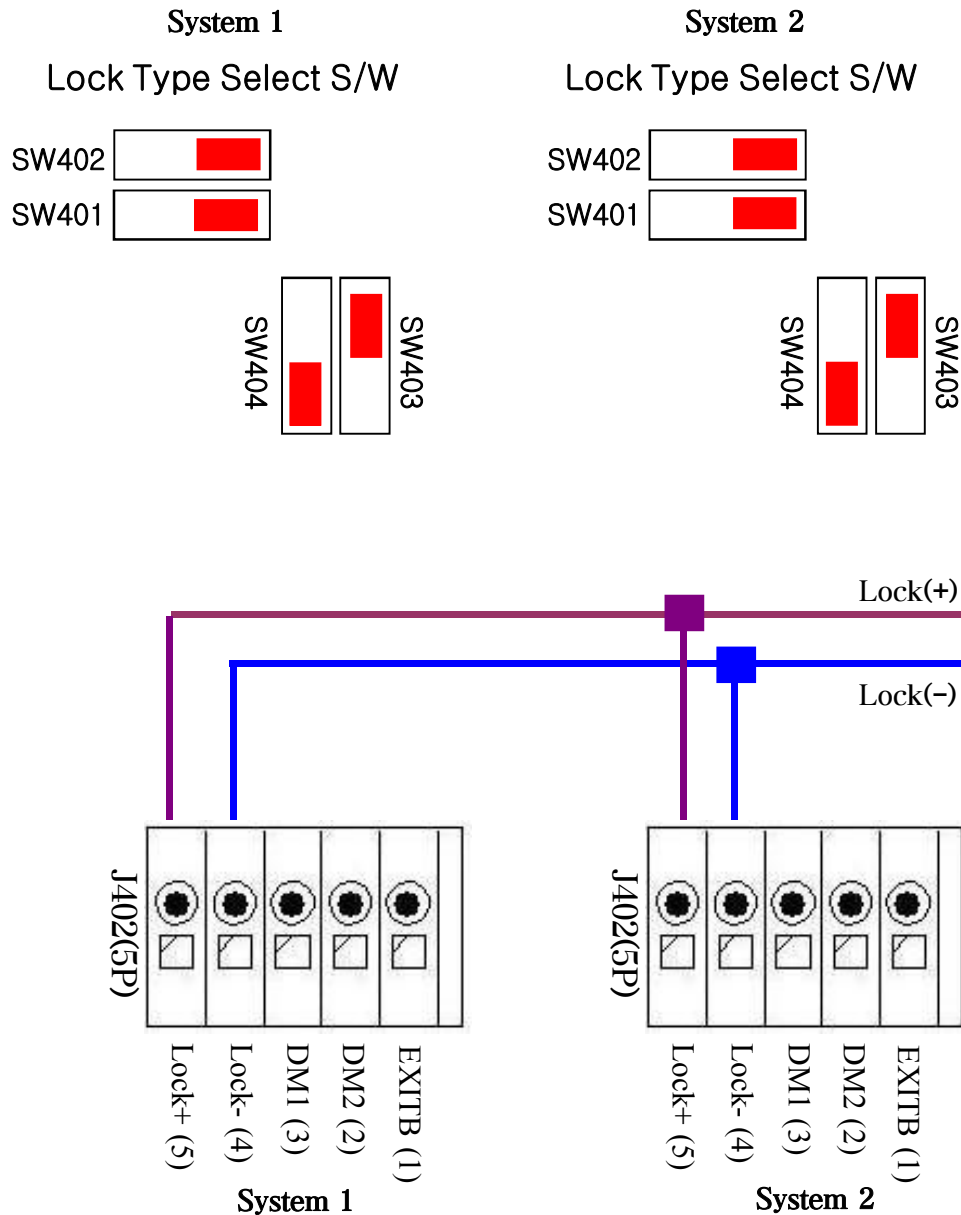 System 1
Lock Type Select S/W
SW402
SW401
SW404
SW403
System 2
Lock Type Select S/W
SW402
SW401
SW404
SW403
Lock(+)
Lock(-)
J402(5P)
Lock+ (5)
Lock- (4)
DM1 (3)
DM2 (2)
EXITB (1)
System 1
J402(5P)
Lock+ (5)
Lock- (4)
DM1 (3)
DM2 (2)
EXITB (1)
System 2